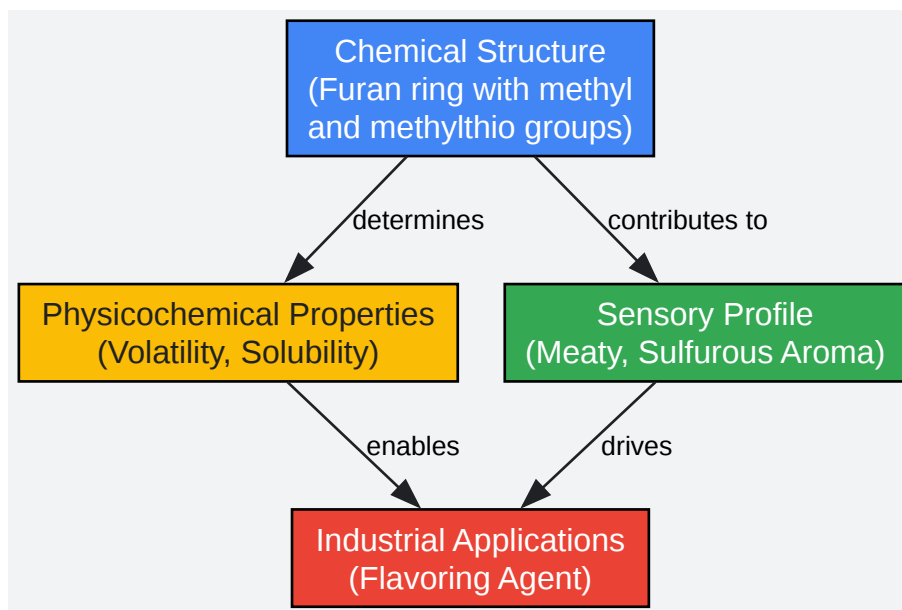 Chemical Structure
(Furan ring with methyl
and methylthio groups)
determines
contributes to
Physicochemical Properties
(Volatility, Solubility)
Sensory Profile
(Meaty, Sulfurous Aroma)
enables
drives
Industrial Applications
(Flavoring Agent)